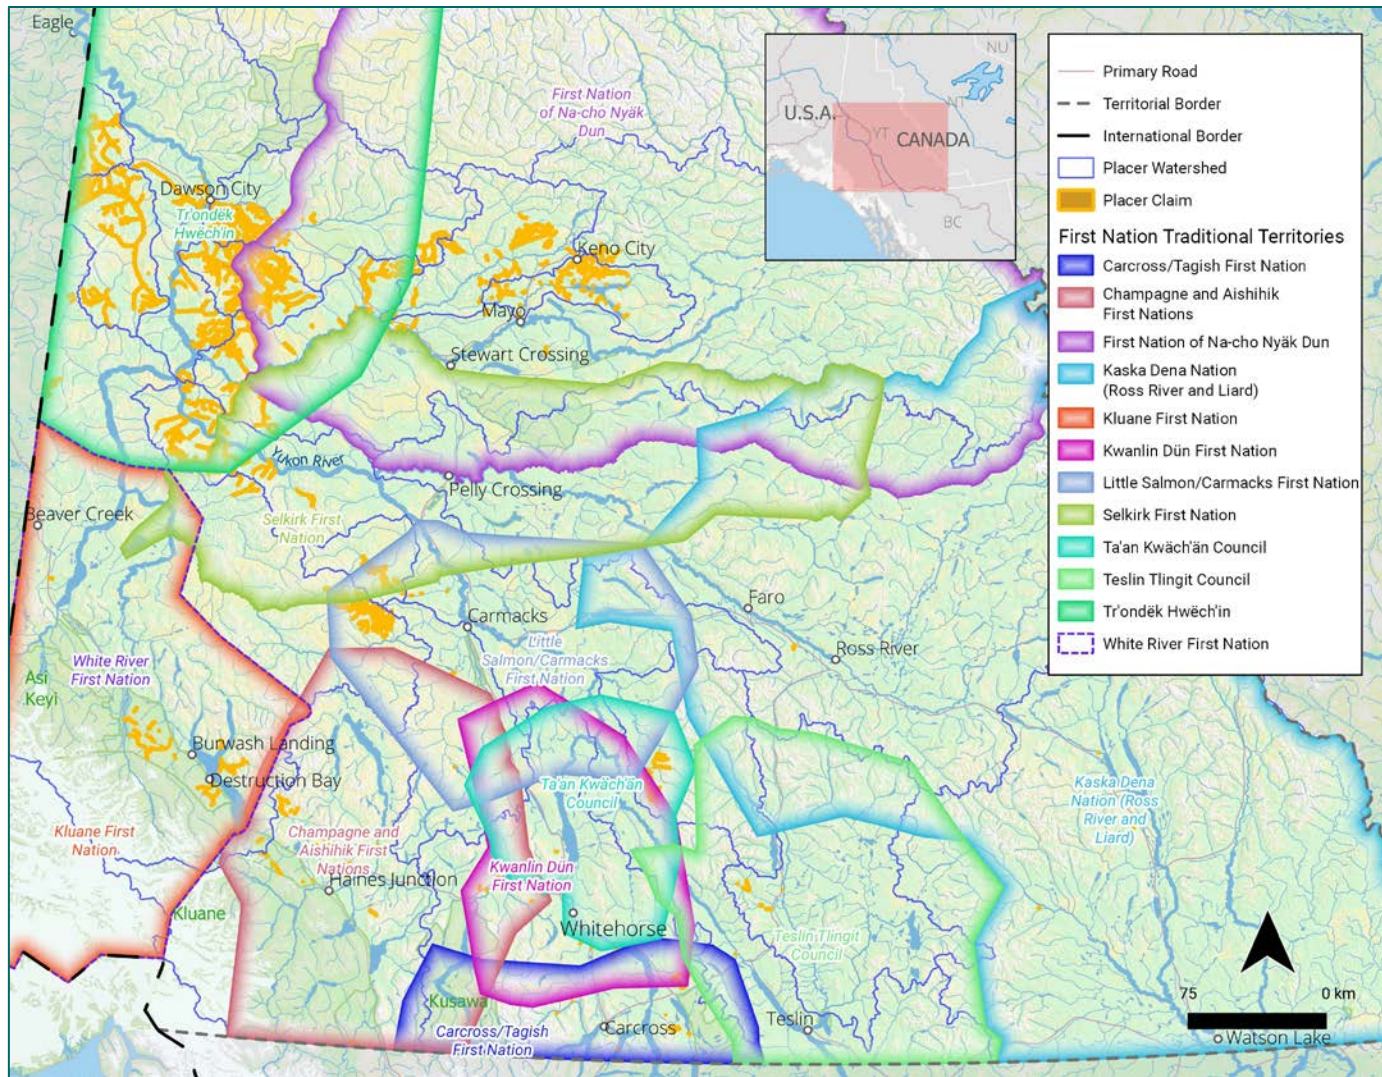 Eagle
First Nation
of Na-cho Nyäk
Dun
Dawson City
Tr'ondëk
Hwëch'in
Keno City
Mayo
Stewart Crossing
Yukon River
Pelly Crossing
Beaver Creek
Selkirk First
Nation
Carmacks
Faro
Little
Salmon/Carmacks
First Nation
Ross River
White River
First Nation
Asi
Keyi
Burwash Landing
Destruction Bay
Ta'an Kwäch'än
Council
Kaska Dena
Nation (Ross
River and
Liard)
Kluane First
Nation
Champagne and
Aishihik First
Nations
Haines Junction
Kwanlin Dün
First Nation
Kluane
Whitehorse
Teslin Tlingit
Council
Kusawa
Carcross/Tagish
First Nation
Carcross
Teslin
Watson Lake
75 0 km
NU
NT
U.S.A.
YT
CANADA
BC
Primary Road
Territorial Border
International Border
Placer Watershed
Placer Claim
First Nation Traditional Territories
Carcross/Tagish First Nation
Champagne and Aishihik
First Nations
First Nation of Na-cho Nyäk Dun
Kaska Dena Nation
(Ross River and Liard)
Kluane First Nation
Kwanlin Dün First Nation
Little Salmon/Carmacks First Nation
Selkirk First Nation
Ta'an Kwäch'än Council
Teslin Tlingit Council
Tr'ondëk Hwëch'in
White River First Nation